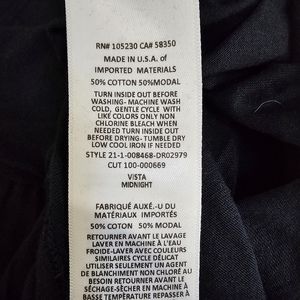 RN# 105230 CA# 58350
MADE IN U.S.A. of
IMPORTED MATERIALS
50% COTTON 50%MODAL
TURN INSIDE OUT BEFORE
WASHING- MACHINE WASH
COLD, GENTLE CYCLE WITH
LIKE COLORS ONLY NON
CHLORINE BLEACH WHEN
NEEDED TURN INSIDE OUT
BEFORE DRYING- TUMBLE DRY
LOW COOL IRON IF NEEDED
STYLE 21-1-008468-DR02979
CUT 100-000669
VISTA
MIDNIGHT
FABRIQUÉ AUXÉ.-U DU
MATÉRIAUX IMPORTÉS
50% COTON 50% MODAL
RETOURNER AVANT LE LAVAGE
LAVER EN MACHINE À L'EAU
FROIDE-LAVER AVEC COULEURS
SIMILAIRES CYCLE DÉLICAT
UTILISER SEULEMENT UN AGENT
DE BLANCHIMENT NON CHLORÉ AU
BESOIN RETOURNER AVANT LE
SÉCHAGE-SÉCHER EN MACHINE À
BASSE TEMPÉRATURE REPASSER À